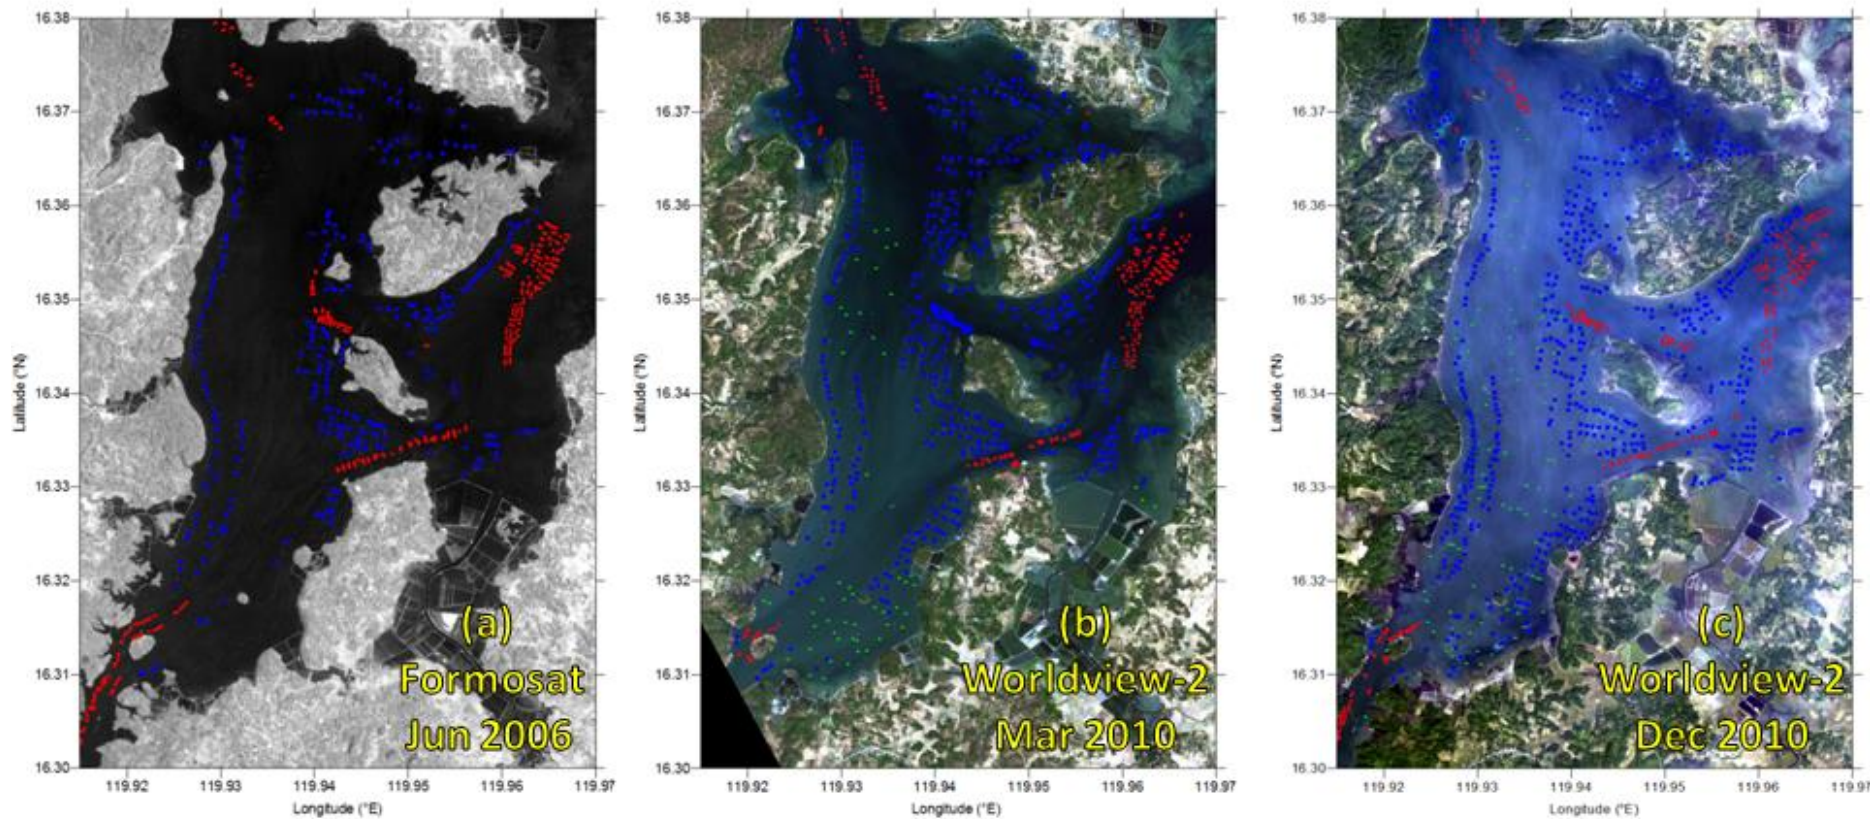 16.38
16.37
16.36
16.35
16.34
16.33
16.32
16.31
16.30
Latitude (°N)
119.92 119.93 119.94 119.95 119.96 119.97
Longitude (°E)
(a)
Formosat
Jun 2006
16.38
16.37
16.36
16.35
16.34
16.33
16.32
16.31
16.30
Latitude (°N)
119.92 119.93 119.94 119.95 119.96 119.97
Longitude (°E)
(b)
Worldview-2
Mar 2010
16.38
16.37
16.36
16.35
16.34
16.33
16.32
16.31
16.30
Latitude (°N)
119.92 119.93 119.94 119.95 119.96 119.97
Longitude (°E)
(c)
Worldview-2
Dec 2010